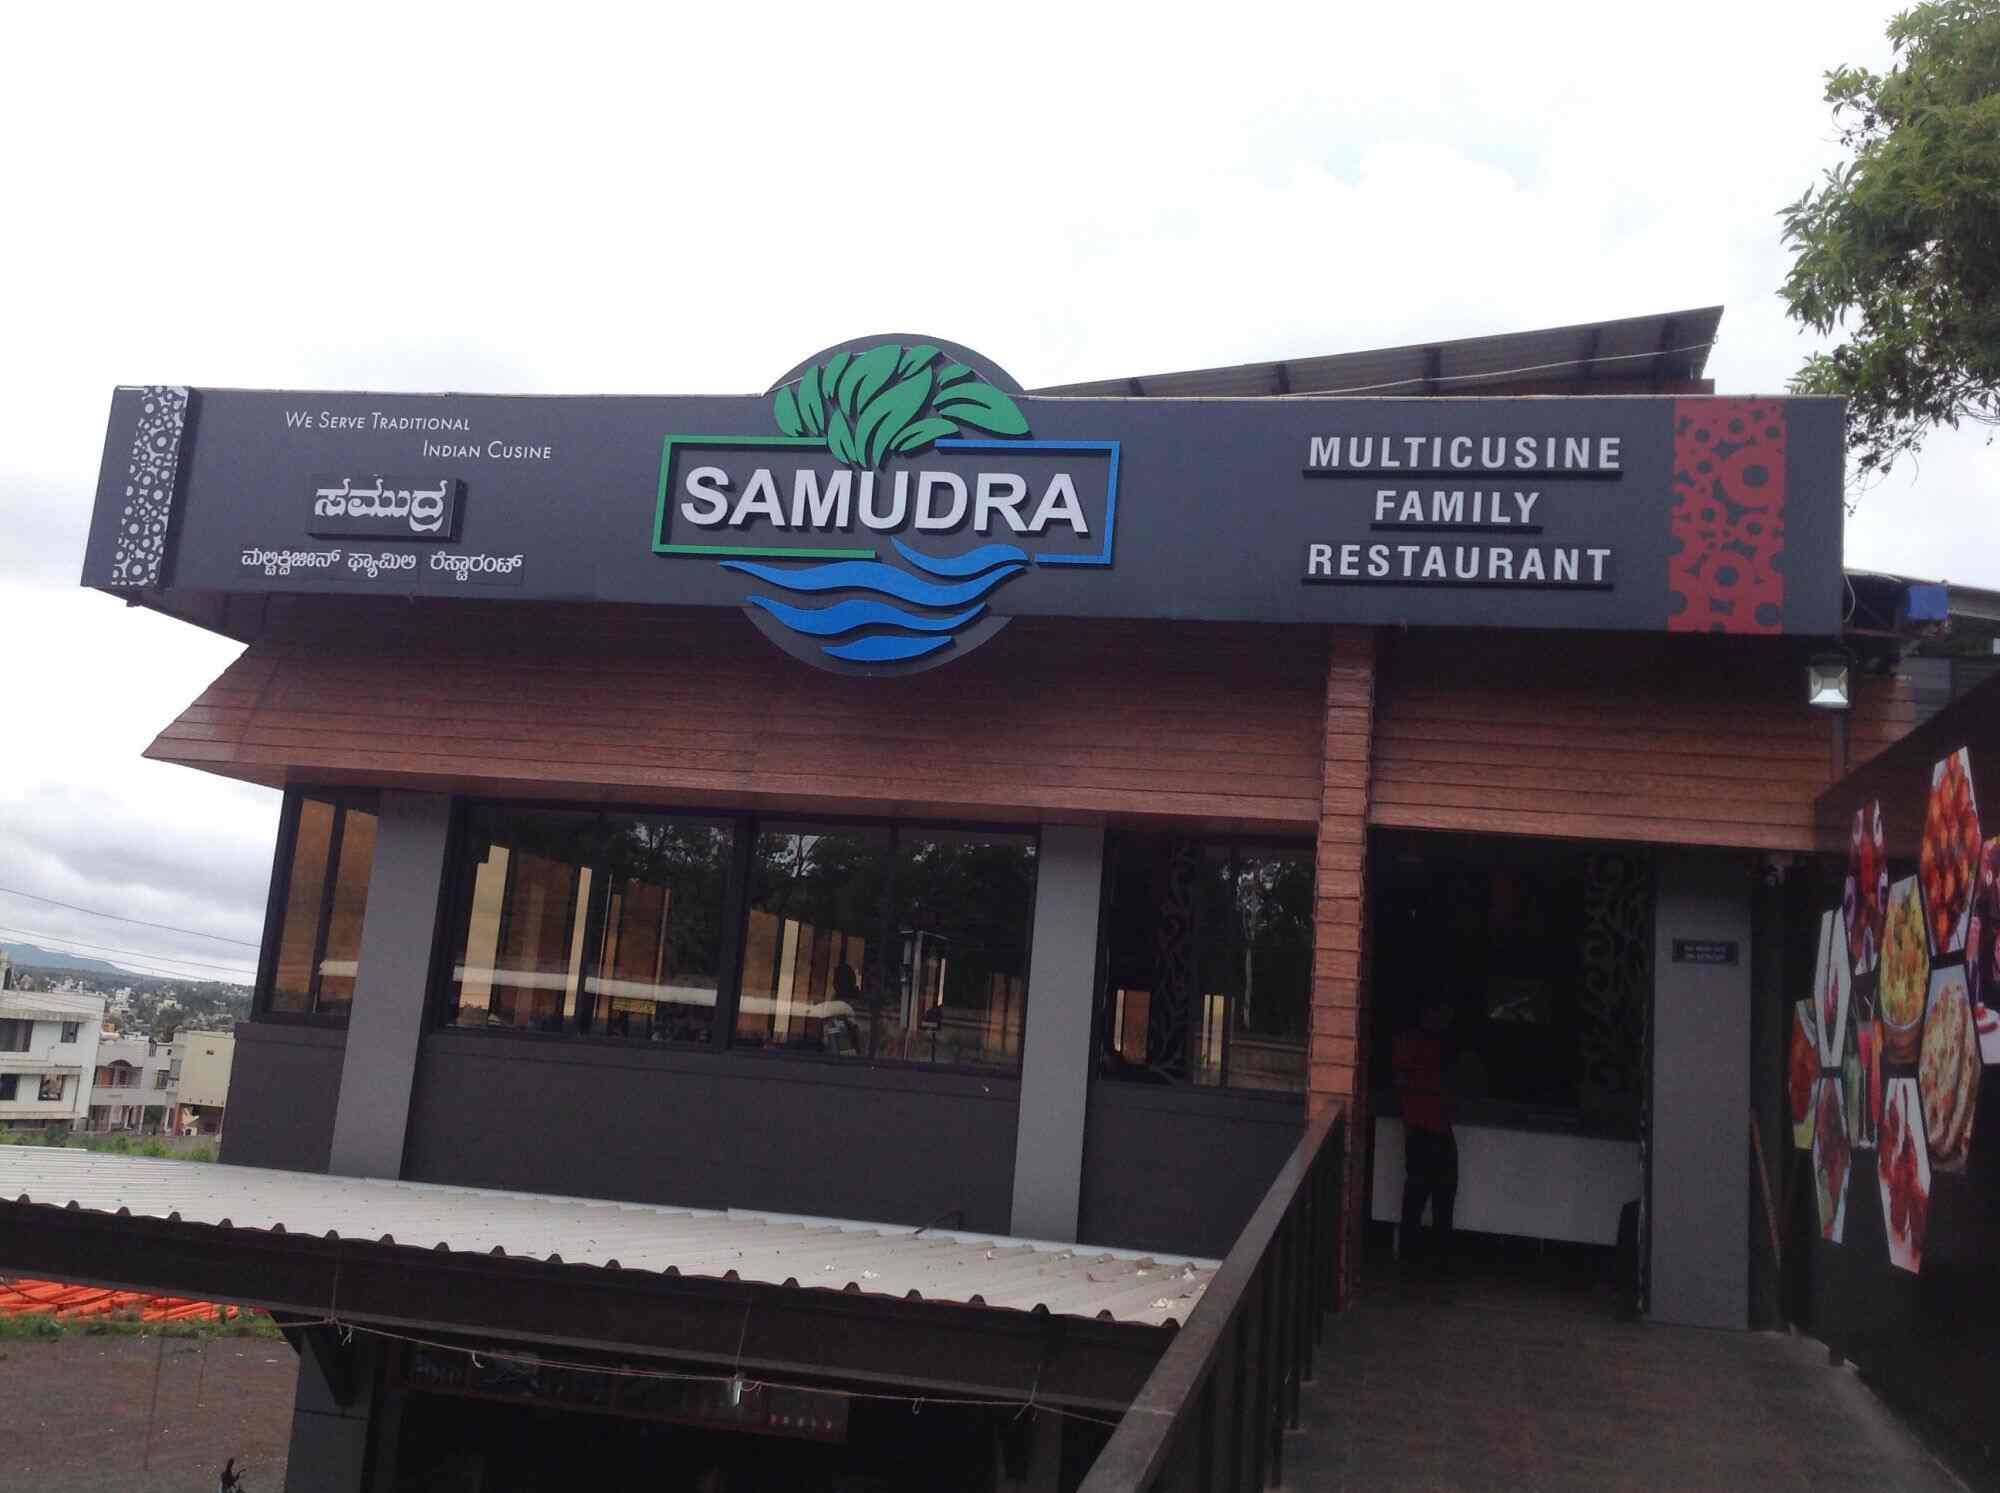 We Serve Traditional
Indian Cusine
ಸಮುದ್ರ
ಮಲ್ಟಿಕ್ವಿಜೀನ್ ಫ್ಯಾಮಿಲಿ ರೆಸ್ಟಾರಂಟ್
SAMUDRA
MULTICUSINE
FAMILY
RESTAURANT